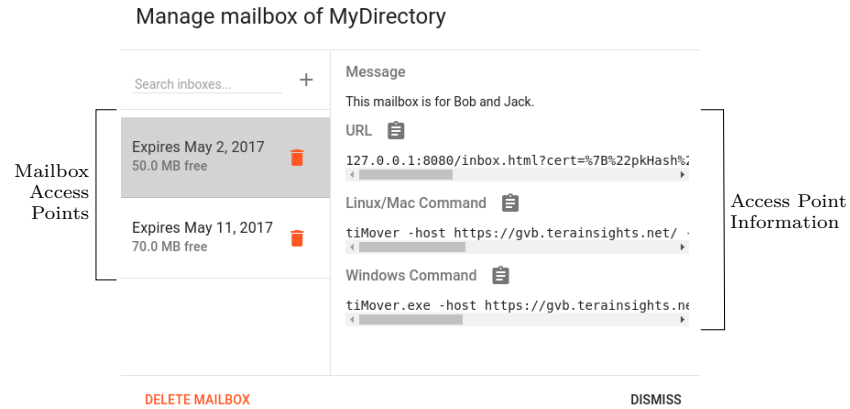 Manage mailbox of MyDirectory
Search inboxes...
Mailbox
Access
Points
Expires May 2, 2017
50.0 MB free
Expires May 11, 2017
70.0 MB free
Message
This mailbox is for Bob and Jack.
URL
127.0.0.1:8080/inbox.html?cert=%7B%22pkHash%2
Linux/Mac Command
tiMover -host https://gvb.terainsights.net/ -
Windows Command
tiMover.exe -host https://gvb.terainsights.ne
Access Point
Information
DELETE MAILBOX
DISMISS